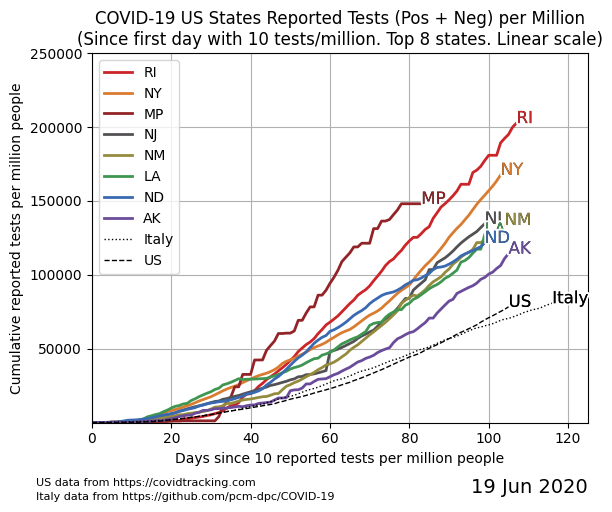 COVID-19 US States Reported Tests (Pos + Neg) per Million
(Since first day with 10 tests/million. Top 8 states. Linear scale)
Cumulative reported tests per million people
250000
200000
150000
100000
50000
RI
NY
MP
NJ
NM
LA
ND
AK
Italy
US
RI
NY
MP
NJ
NM
ND
AK
US
Italy
0
20
40
60
80
100
120
Days since 10 reported tests per million people
US data from https://covidtracking.com
Italy data from https://github.com/pcm-dpc/COVID-19
19 Jun 2020